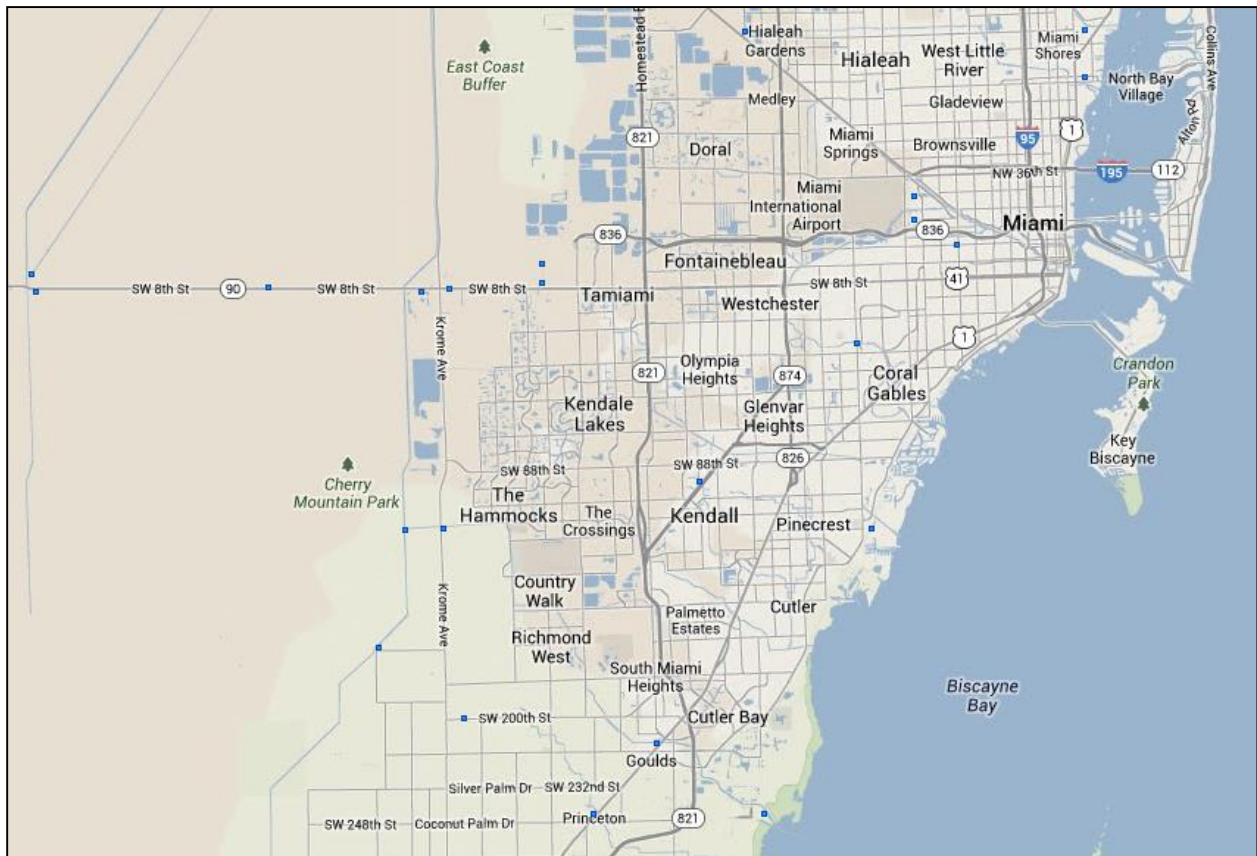 Homestead E
Hialeah
Gardens
Hialeah
West Little
River
Miami
Shores
Collins Ave
East Coast
Buffer
North Bay
Village
Medley
Gladeview
Alton Rd
821
Doral
Miami
Springs
Brownsville
95
1
NW 36th St
195
112
Miami
International
Airport
Miami
836
836
Fontainebleau
SW 8th St
90
SW 8th St
SW 8th St
Tamiami
Westchester
SW 8th St
41
Krome Ave
1
821
Olympia
Heights
874
Coral
Gables
Crandon
Park
Kendale
Lakes
Glenvar
Heights
Key
Biscayne
826
SW 88th St
SW 88th St
Cherry
Mountain Park
The
Hammocks
The
Crossings
Kendall
Pinecrest
Country
Walk
Krome Ave
Palmetto
Estates
Cutler
Richmond
West
South Miami
Heights
Biscayne
Bay
SW 200th St
Cutler Bay
Goulds
Silver Palm Dr
SW 232nd St
SW 248th St
Coconut Palm Dr
Princeton
821